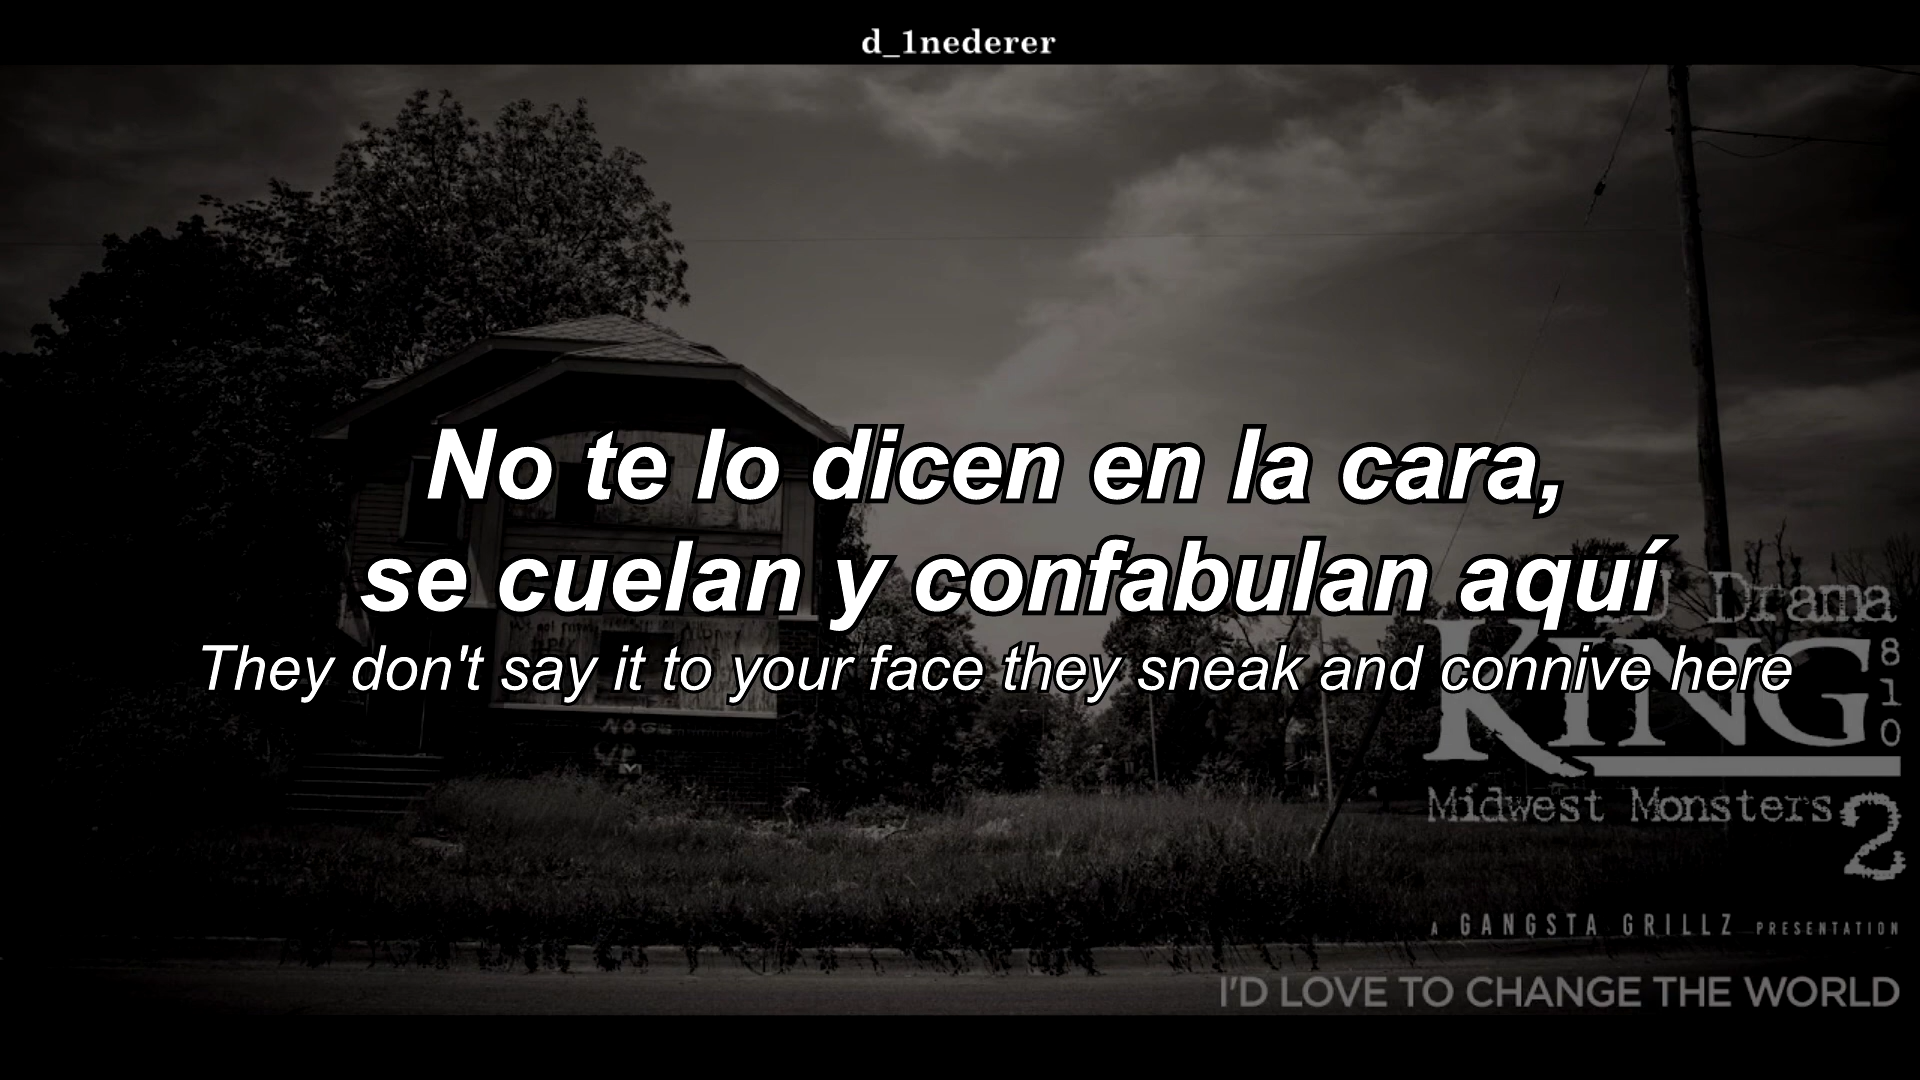 d_1nederer
No te lo dicen en la cara,
se cuelan y confabulan aquí
They don't say it to your face they sneak and connive here
DJ Drama
KING 810
Midwest Monsters 2
A GANGSTA GRILLZ PRESENTATION
I'D LOVE TO CHANGE THE WORLD